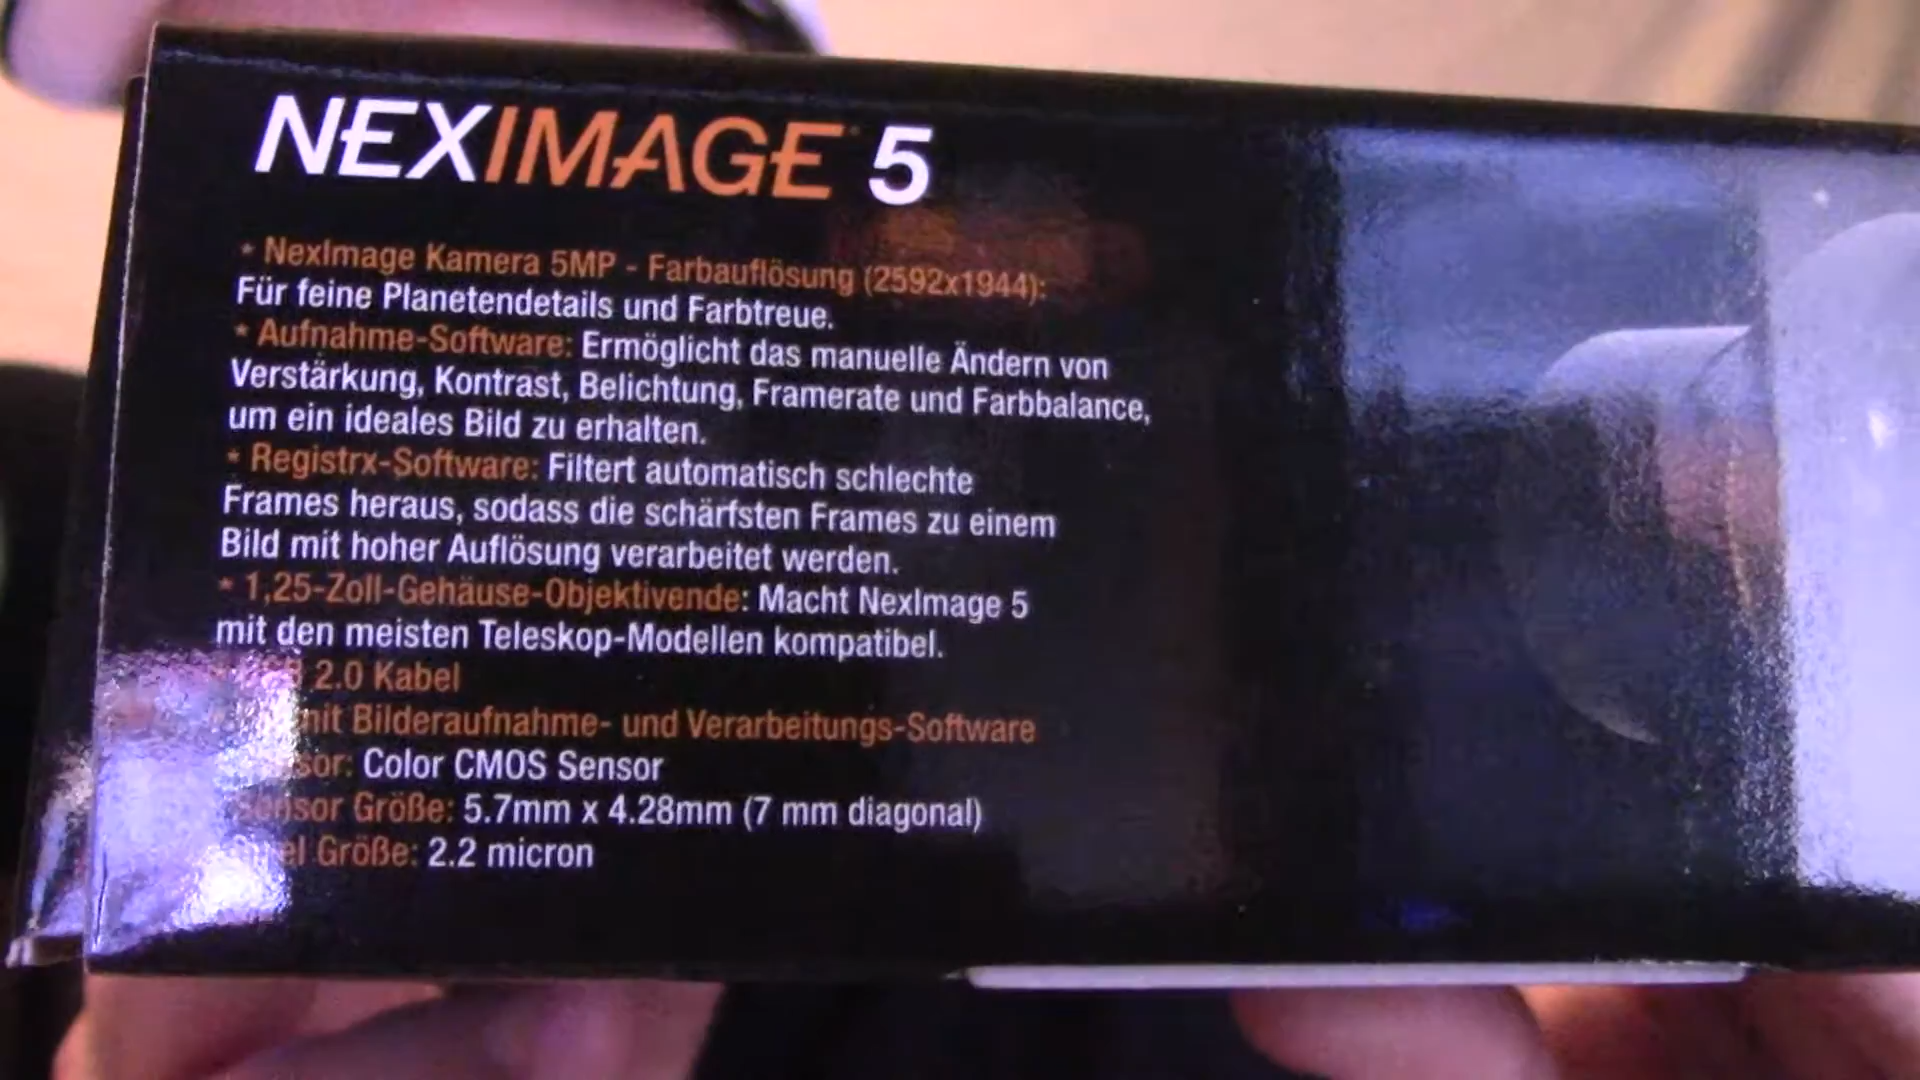 NEXIMAGE 5
* NexImage Kamera 5MP - Farbauflösung (2592x1944):
Für feine Planetendetails und Farbtreue.
* Aufnahme-Software: Ermöglicht das manuelle Ändern von
Verstärkung, Kontrast, Belichtung, Framerate und Farbbalance,
um ein ideales Bild zu erhalten.
* Registrx-Software: Filtert automatisch schlechte
Frames heraus, sodass die schärfsten Frames zu einem
Bild mit hoher Auflösung verarbeitet werden.
* 1,25-Zoll-Gehäuse-Objektivende: Macht NexImage 5
mit den meisten Teleskop-Modellen kompatibel.
2.0 Kabel
mit Bilderaufnahme- und Verarbeitungs-Software
Color CMOS Sensor
Sensor Größe: 5.7mm x 4.28mm (7 mm diagonal)
Größe: 2.2 micron